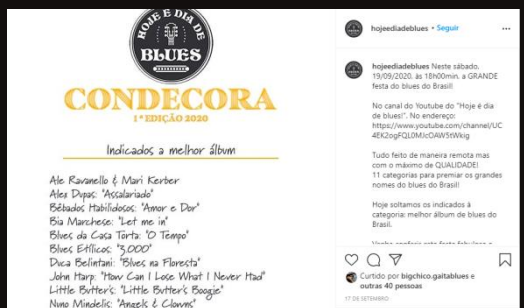 HOJE É DIA DE
BLUES
CONDECORA
1ª EDIÇÃO 2020
Indicados a melhor álbum
Ale Ravanello & Mari Kerber
Alex Dupas: "Assalariado"
Bêbados Habilidosos: "Amor e Dor"
Bia Marchese: "Let me in"
Blues da Casa Torta: "O Tempo"
Blues Etílicos: "3.000"
Duca Belintani: "Blues na Floresta"
John Harp: "How Can I Lose What I Never Had"
Little Butter's: "Little Butter's Boogie"
Nuno Mindelis: "Angels & Clowns"
hojeediadeblues • Seguir
hojeediadeblues Neste sábado,
19/09/2020, às 18h00min, a GRANDE
festa do blues do Brasil!
No canal do Youtube do "Hoje é dia
de blues!". No endereço:
https://www.youtube.com/channel/UC
4EK2ogFQL0MJcOAW5tWkig
Tudo feito de maneira remota mas
com o máximo de QUALIDADE!
11 categorias para premiar os grandes
nomes do blues do Brasil!
Hoje soltamos os indicados à
categoria: melhor álbum de blues do
Brasil.
Curtido por bigchico.gaitablues e
outras 40 pessoas
17 DE SETEMBRO